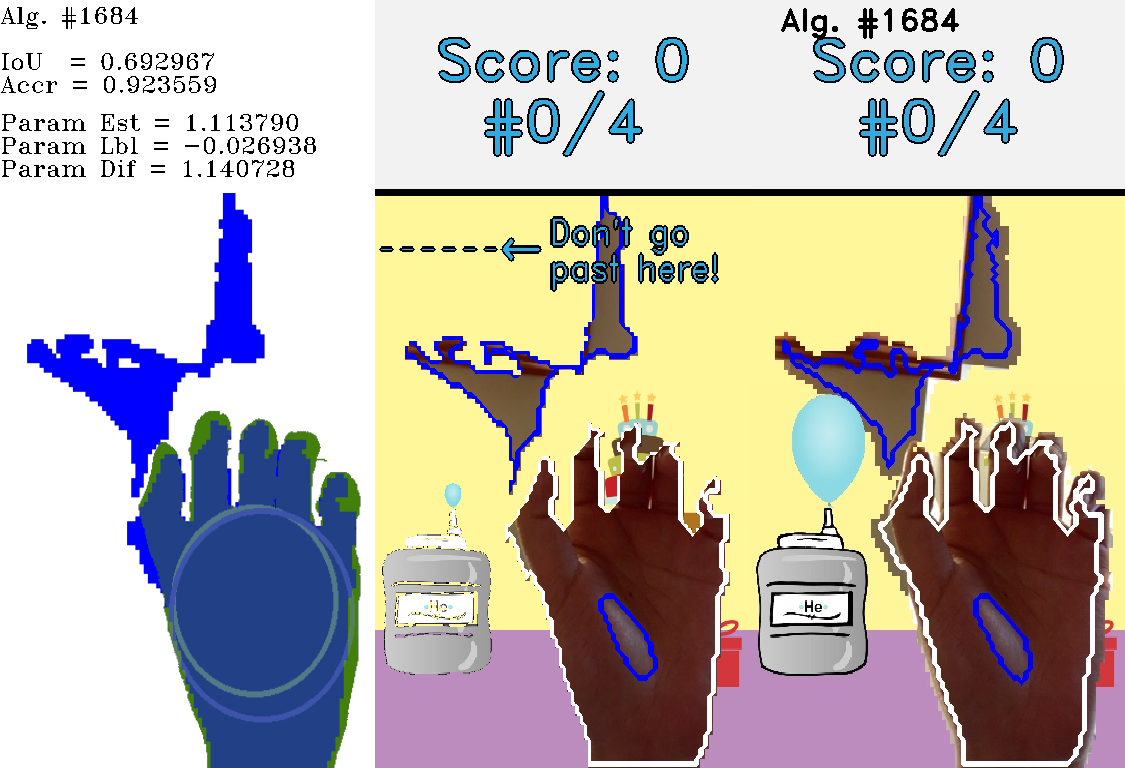 Alg. #1684
IoU = 0.692967
Accr = 0.923559
Param Est = 1.113790
Param Lbl = −0.026938
Param Dif = 1.140728
Score: 0
#0/4
Don't go
past here!
He
Alg. #1684
Score: 0
#0/4
He